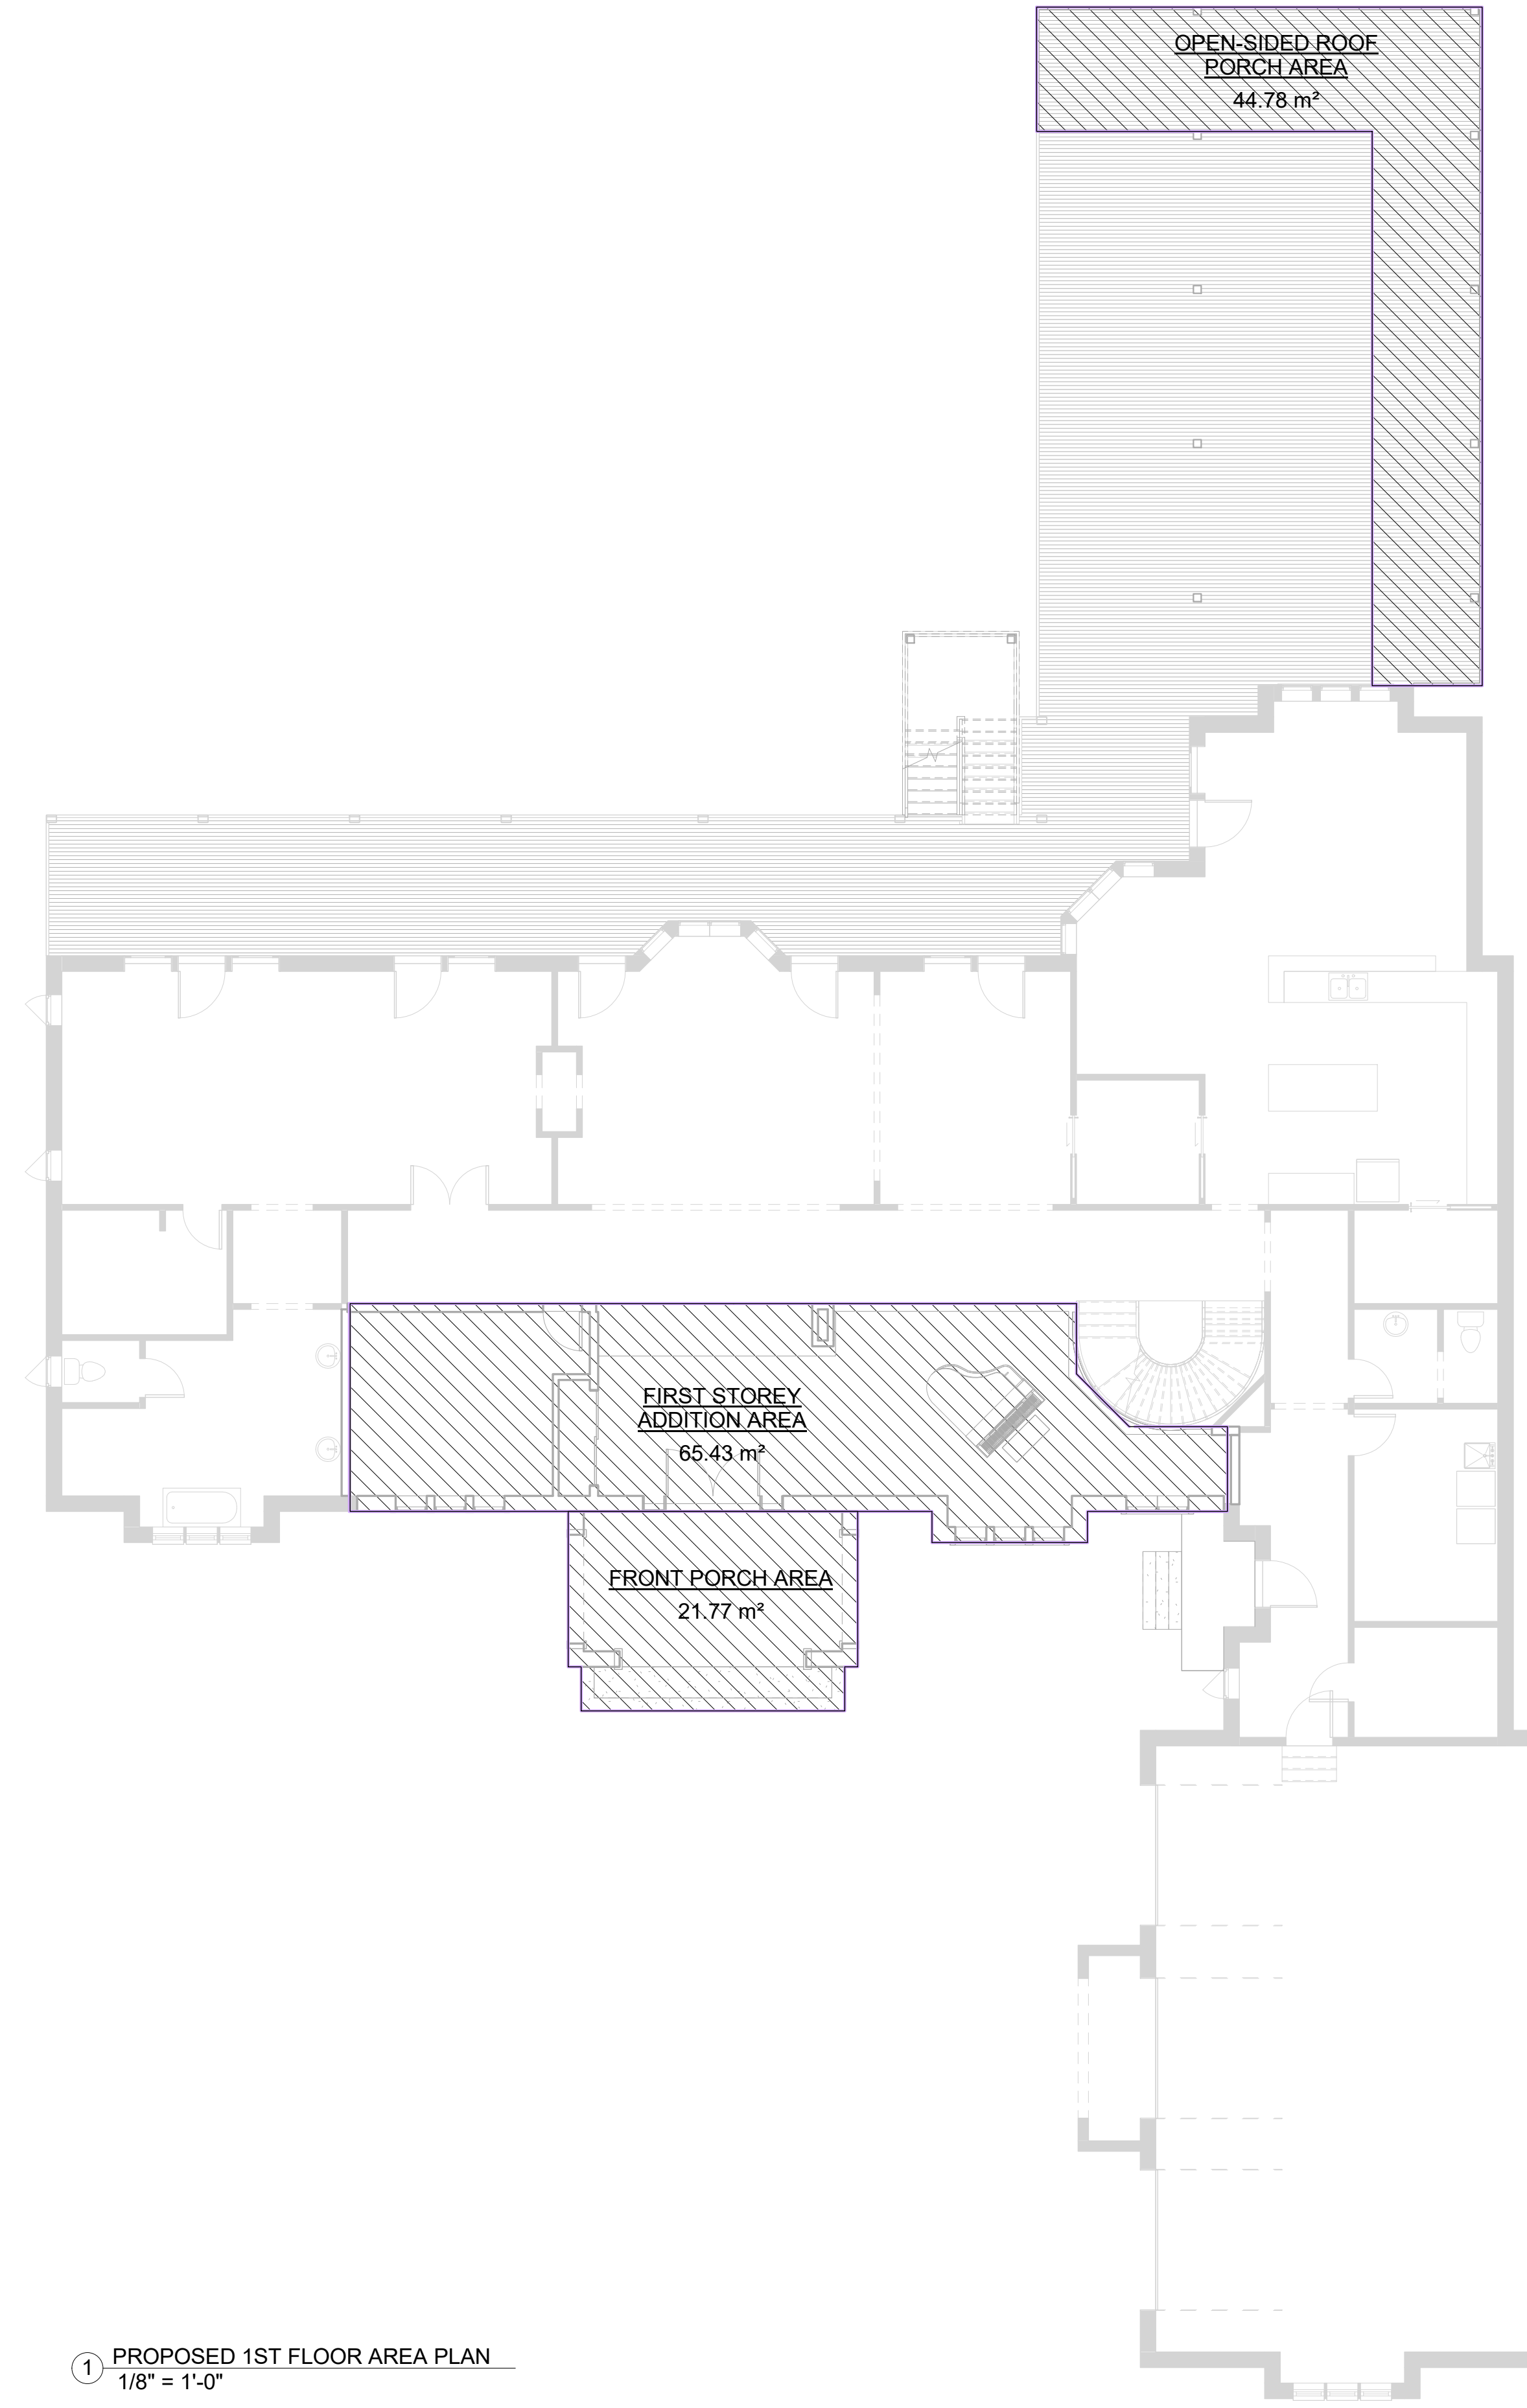 OPEN-SIDED ROOF
PORCH AREA
44.78 m²
FIRST STOREY
ADDITION AREA
65.43 m²
FRONT PORCH AREA
21.77 m²
1
PROPOSED 1ST FLOOR AREA PLAN
1/8" = 1'-0"